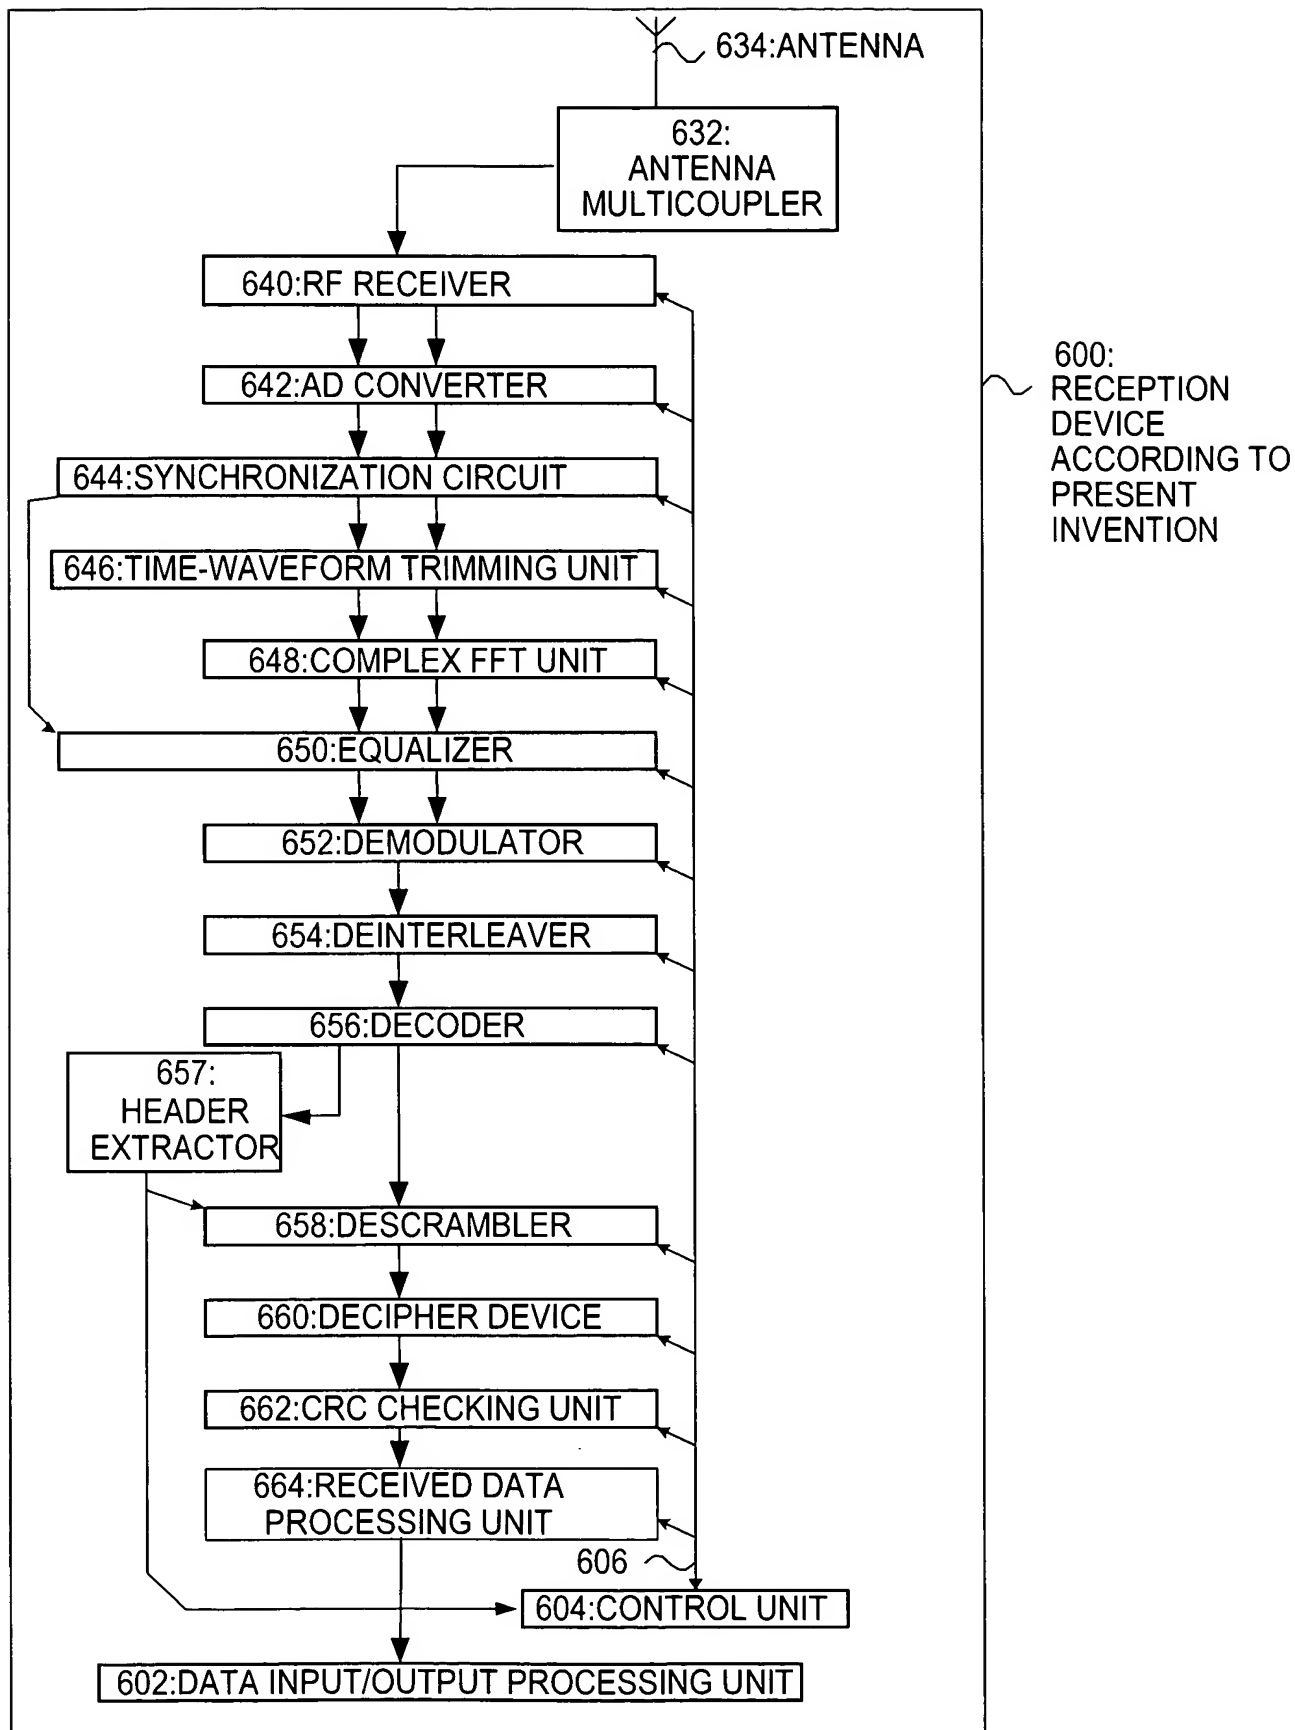 634:ANTENNA
632:
ANTENNA
MULTICOUPLER
640:RF RECEIVER
642:AD CONVERTER
600:
RECEPTION
DEVICE
ACCORDING TO
PRESENT
INVENTION
644:SYNCHRONIZATION CIRCUIT
646:TIME-WAVEFORM TRIMMING UNIT
648:COMPLEX FFT UNIT
650:EQUALIZER
652:DEMODULATOR
654:DEINTERLEAVER
656:DECODER
657:
HEADER
EXTRACTOR
658:DESCRAMBLER
660:DECIPHER DEVICE
662:CRC CHECKING UNIT
664:RECEIVED DATA
PROCESSING UNIT
606
604:CONTROL UNIT
602:DATA INPUT/OUTPUT PROCESSING UNIT